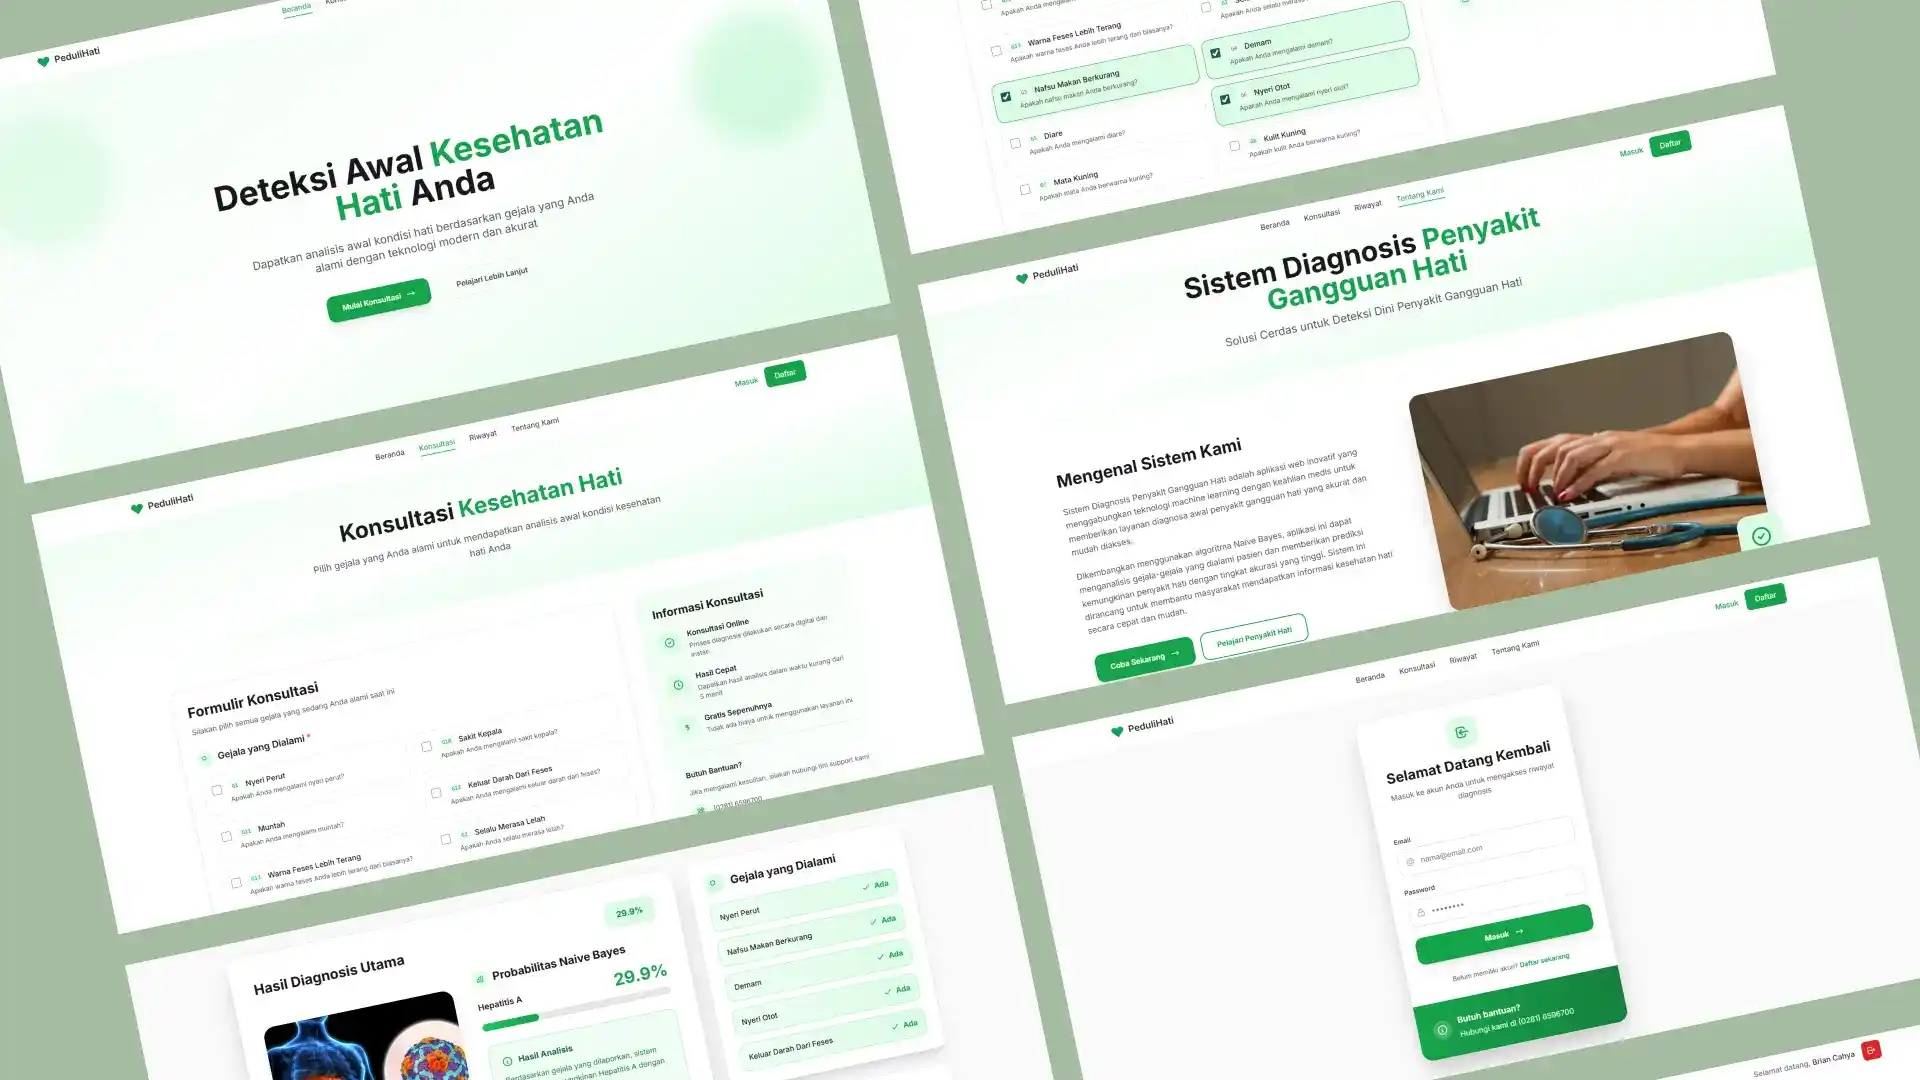 Beranda
PeduliHati
Deteksi Awal Kesehatan
Hati Anda
Dapatkan analisis awal kondisi hati berdasarkan gejala yang Anda
alami dengan teknologi modern dan akurat
Mulai Konsultasi →
Pelajari Lebih Lanjut
Masuk
Daftar
Beranda
Konsultasi
Riwayat
Tentang Kami
PeduliHati
Konsultasi Kesehatan Hati
Pilih gejala yang Anda alami untuk mendapatkan analisis awal kondisi kesehatan
hati Anda
Formulir Konsultasi
Silakan pilih semua gejala yang sedang Anda alami saat ini
Gejala yang Dialami *
Nyeri Perut
Apakah Anda mengalami nyeri perut?
G11 Muntah
Apakah Anda mengalami muntah?
Warna Feses Lebih Terang
Apakah warna feses Anda lebih terang dari biasanya?
Sakit Kepala
Apakah Anda mengalami sakit kepala?
G12 Keluar Darah Dari Feses
Apakah Anda mengalami keluar darah dari feses?
Selalu Merasa Lelah
Apakah Anda selalu merasa lelah?
Informasi Konsultasi
Konsultasi Online
Proses diagnosis dilakukan secara digital dan
instan.
Hasil Cepat
Dapatkan hasil analisis dalam waktu kurang dari
5 menit
Gratis Sepenuhnya
Tidak ada biaya untuk menggunakan layanan ini
Butuh Bantuan?
Jika mengalami kesulitan, silakan hubungi tim support kami
(0281) 6596700
Hasil Diagnosis Utama
29.9%
Probabilitas Naive Bayes
Hepatitis A
29.9%
Hasil Analisis
Berdasarkan gejala yang dilaporkan, sistem
Hepatitis A dengan
Gejala yang Dialami
Nyeri Perut
Ada
Nafsu Makan Berkurang
Ada
Demam
Ada
Nyeri Otot
Ada
Keluar Darah Dari Feses
Ada
Warna Feses Lebih Terang
Apakah warna feses Anda lebih terang dari biasanya?
Nafsu Makan Berkurang
Apakah nafsu makan Anda berkurang?
Diare
Apakah Anda mengalami diare?
Mata Kuning
Apakah mata Anda berwarna kuning?
Apakah Anda selalu merasa
Demam
Apakah Anda mengalami demam?
Nyeri Otot
Apakah Anda mengalami nyeri otot?
Kulit Kuning
Apakah kulit Anda berwarna kuning?
Masuk
Daftar
Beranda
Konsultasi
Riwayat
Tentang Kami
PeduliHati
Sistem Diagnosis Penyakit
Gangguan Hati
Solusi Cerdas untuk Deteksi Dini Penyakit Gangguan Hati
Mengenal Sistem Kami
Sistem Diagnosis Penyakit Gangguan Hati adalah aplikasi web inovatif yang
menggabungkan teknologi machine learning dengan keahlian medis untuk
memberikan layanan diagnosa awal penyakit gangguan hati yang akurat dan
mudah diakses.
Dikembangkan menggunakan algoritma Naive Bayes, aplikasi ini dapat
menganalisis gejala-gejala yang dialami pasien dan memberikan prediksi
kemungkinan penyakit hati dengan tingkat akurasi yang tinggi. Sistem ini
dirancang untuk membantu masyarakat mendapatkan informasi kesehatan hati
secara cepat dan mudah.
Coba Sekarang →
Pelajari Penyakit Hati
Masuk
Daftar
Beranda
Konsultasi
Riwayat
Tentang Kami
PeduliHati
Selamat Datang Kembali
Masuk ke akun Anda untuk mengakses riwayat
diagnosis
Email
@ nama@email.com
Password
Masuk →
Belum memiliki akun? Daftar sekarang
Butuh bantuan?
Hubungi kami di (0281) 6596700
Selamat datang, Brian Cahya